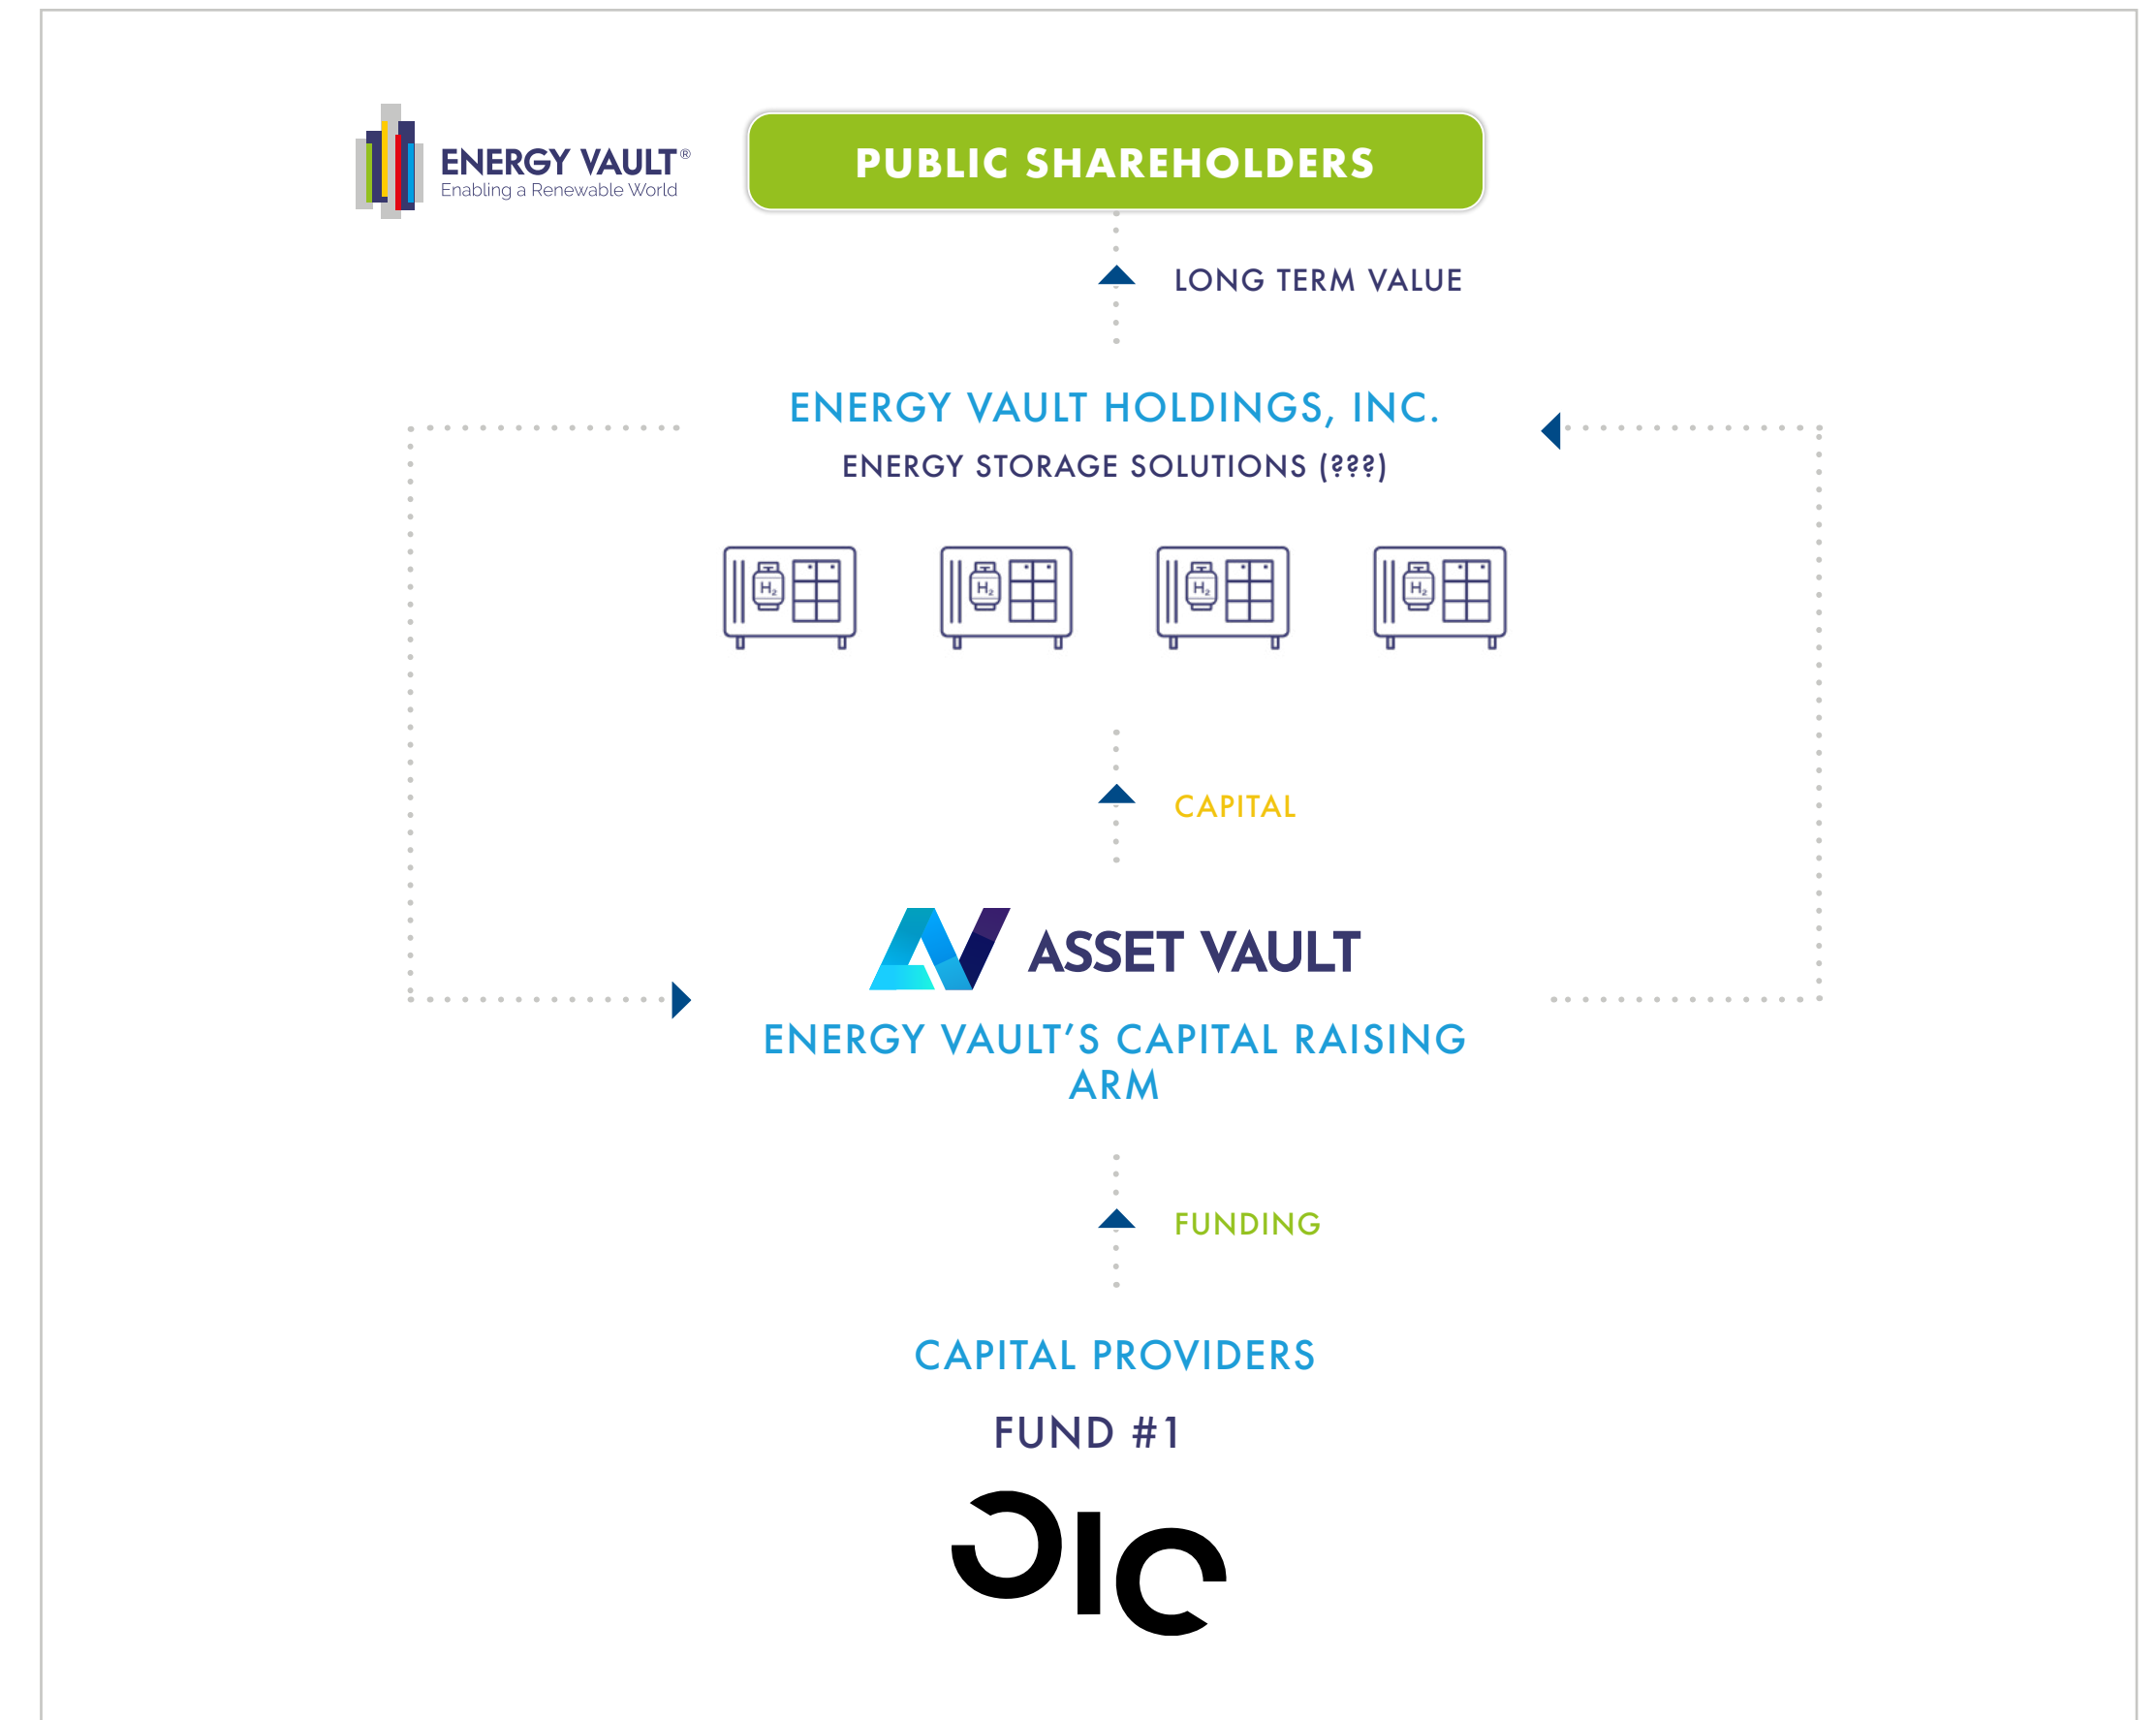 ENERGY VAULT®
Enabling a Renewable World
PUBLIC SHAREHOLDERS
LONG TERM VALUE
ENERGY VAULT HOLDINGS, INC.
ENERGY STORAGE SOLUTIONS (???)
H₂ H₂ H₂ H₂
CAPITAL
ASSET VAULT
ENERGY VAULT’S CAPITAL RAISING
ARM
FUNDING
CAPITAL PROVIDERS
FUND #1